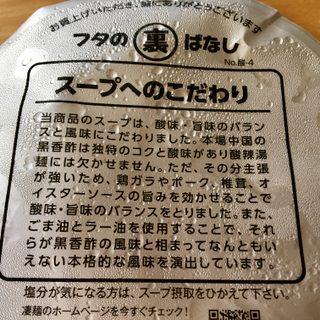 お買上げいただき、誠にありがとうございます
フタの裏ばなし
No.酸-4
スープへのこだわり
当商品のスープは、酸味・旨味のバラン
スと風味にこだわりました。本場中国の
黒香酢は独特のコクと酸味があり酸辣湯
麺には欠かせません。ただ、その分主張
が強いため、鶏ガラやポーク、椎茸、オ
イスターソースの旨みを効かせることで
酸味・旨味のバランスをとりました。また、
ごま油とラー油を使用することで、それ
らが黒香酢の風味と相まってなんともい
えない本格的な風味を演出しています。
塩分が気になる方は、スープ摂取をひかえて下さい。
凄麺のホームページを今すぐチェック!